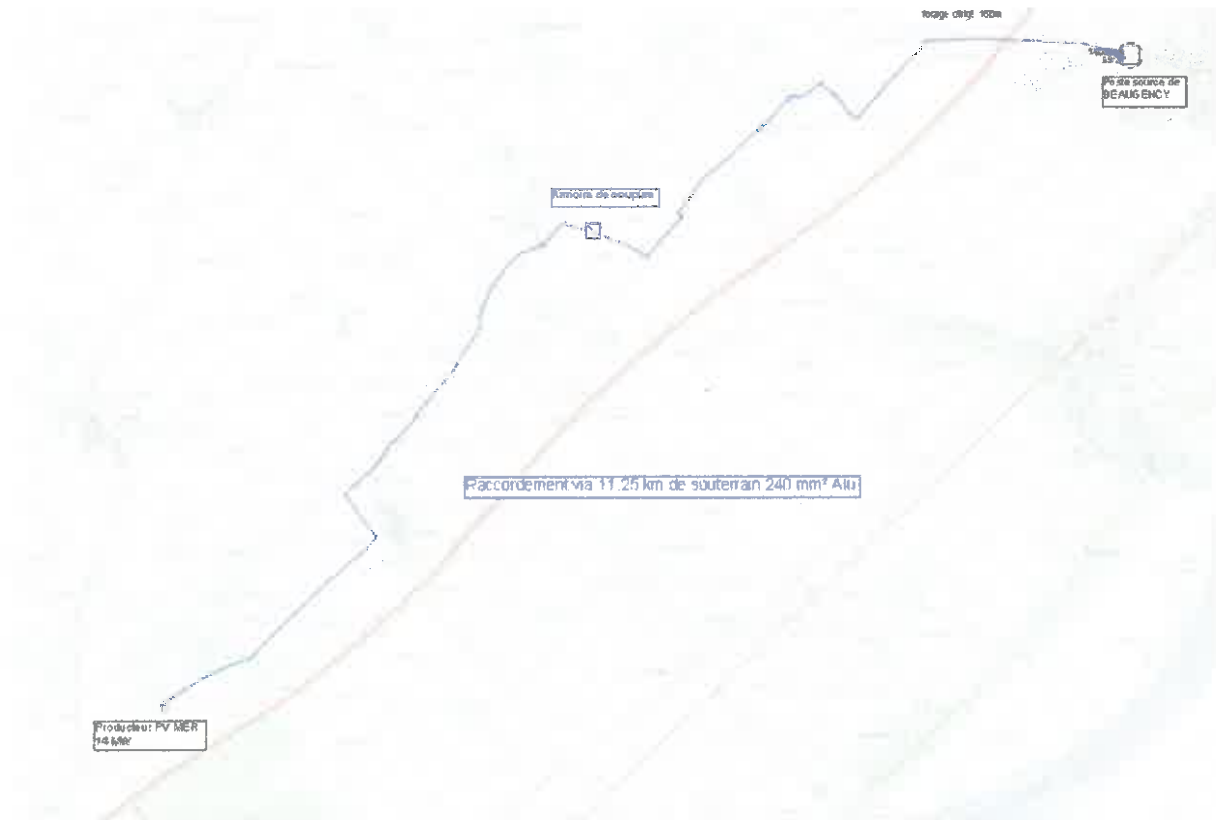 forage dirigé 160m
Poste source de
BEAUGENCY
Armoire de coupure
Raccordement via 11,25 km de souterrain 240 mm² Alu
Producteur PV MER
14 MW